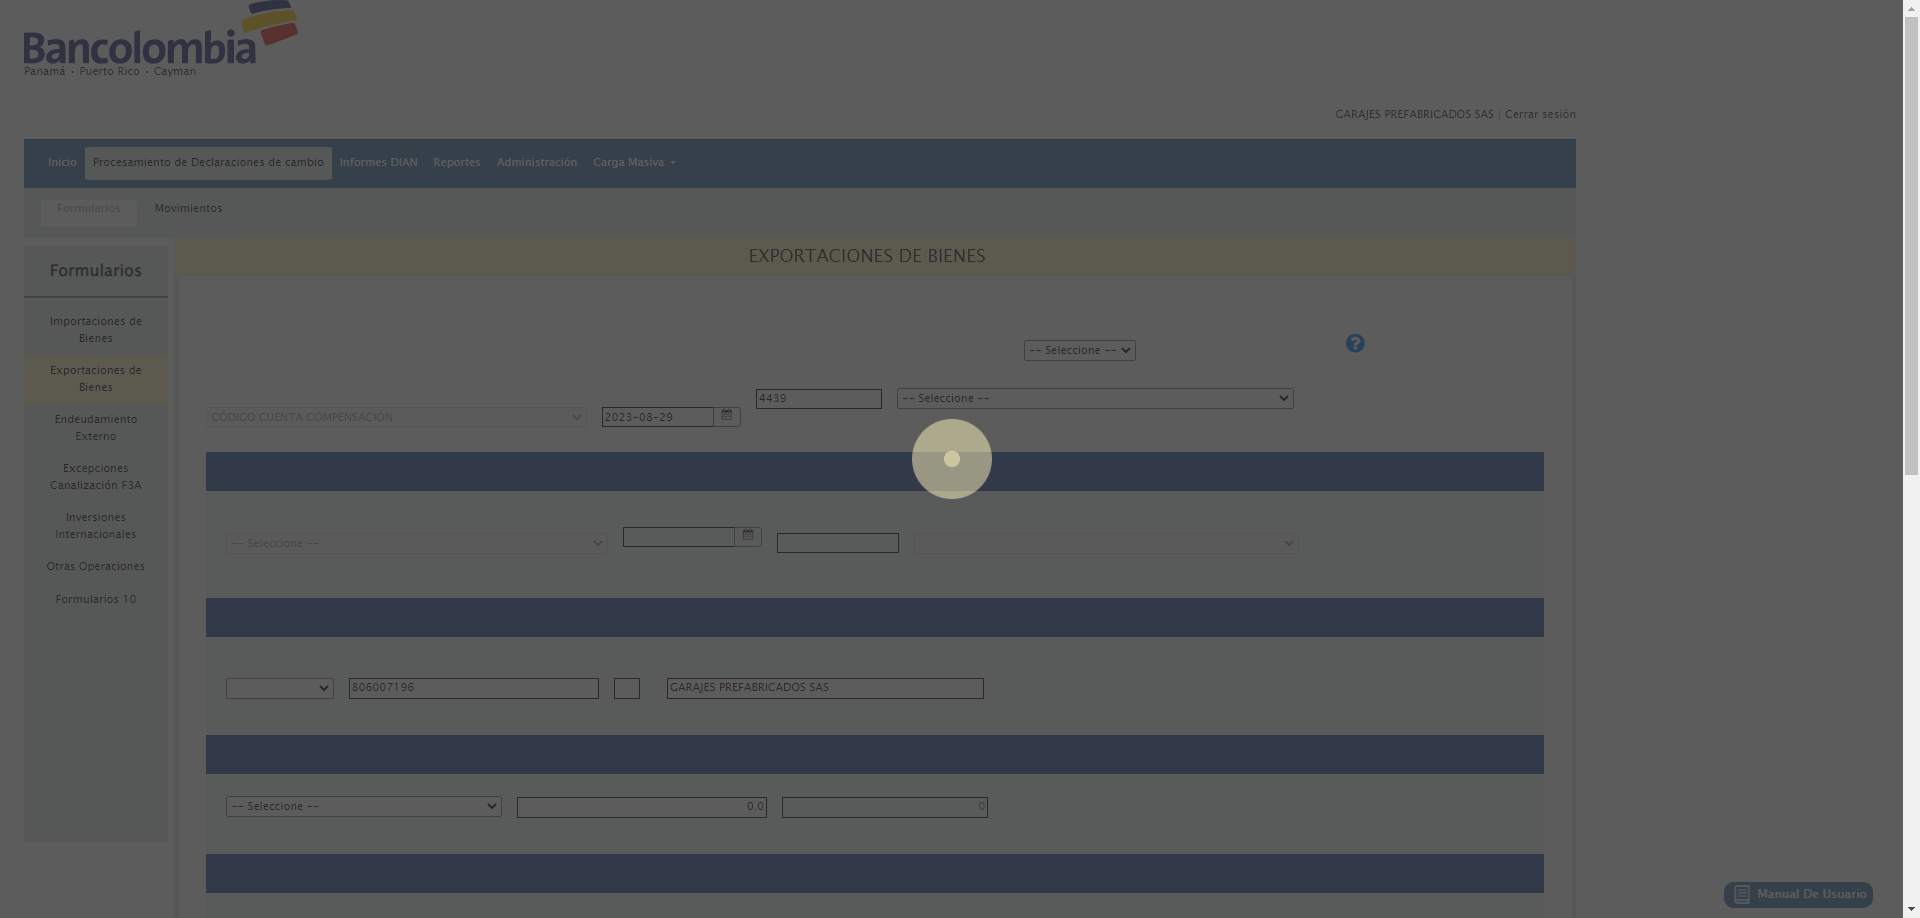 Bancolombia
Panamá • Puerto Rico • Cayman
GARAJES PREFABRICADOS SAS | Cerrar sesión
Inicio Procesamiento de Declaraciones de cambio Informes DIAN Reportes Administración Carga Masiva
Formularios Movimientos
Formularios
Importaciones de
Bienes
Exportaciones de
Bienes
Endeudamiento
Externo
Excepciones
Canalización F3A
Inversiones
Internacionales
Otras Operaciones
Formularios 10
EXPORTACIONES DE BIENES
-- Seleccione --
?
CÓDIGO CUENTA COMPENSACIÓN 2023-08-29 4439 -- Seleccione --
-- Seleccione --
806007196 GARAJES PREFABRICADOS SAS
-- Seleccione -- 0.0 0
Manual De Usuario